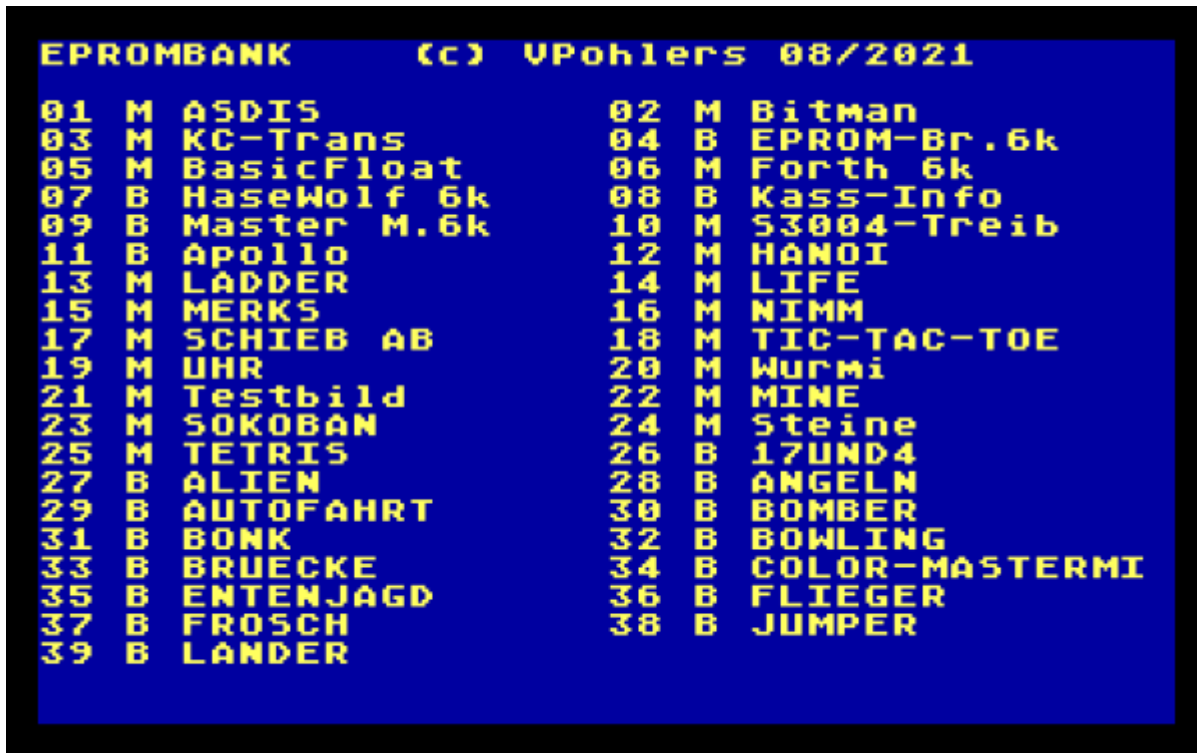 EPROMBANK (c) VPohlers 08/2021
01 M ASDIS 02 M Bitman
03 M KC-Trans 04 B EPROM-Br.6k
05 M BasicFloat 06 M Forth 6k
07 B HaseWolf 6k 08 B Kass-Info
09 B Master M.6k 10 M S3004-Treib
11 B Apollo 12 M HANOI
13 M LADDER 14 M LIFE
15 M MERKS 16 M NIMM
17 M SCHIEB AB 18 M TIC-TAC-TOE
19 M UHR 20 M Wurmi
21 M Testbild 22 M MINE
23 M SOKOBAN 24 M Steine
25 M TETRIS 26 B 17UND4
27 B ALIEN 28 B ANGELN
29 B AUTOFAHRT 30 B BOMBER
31 B BONK 32 B BOWLING
33 B BRUECKE 34 B COLOR-MASTERMI
35 B ENTENJAGD 36 B FLIEGER
37 B FROSCH 38 B JUMPER
39 B LANDER